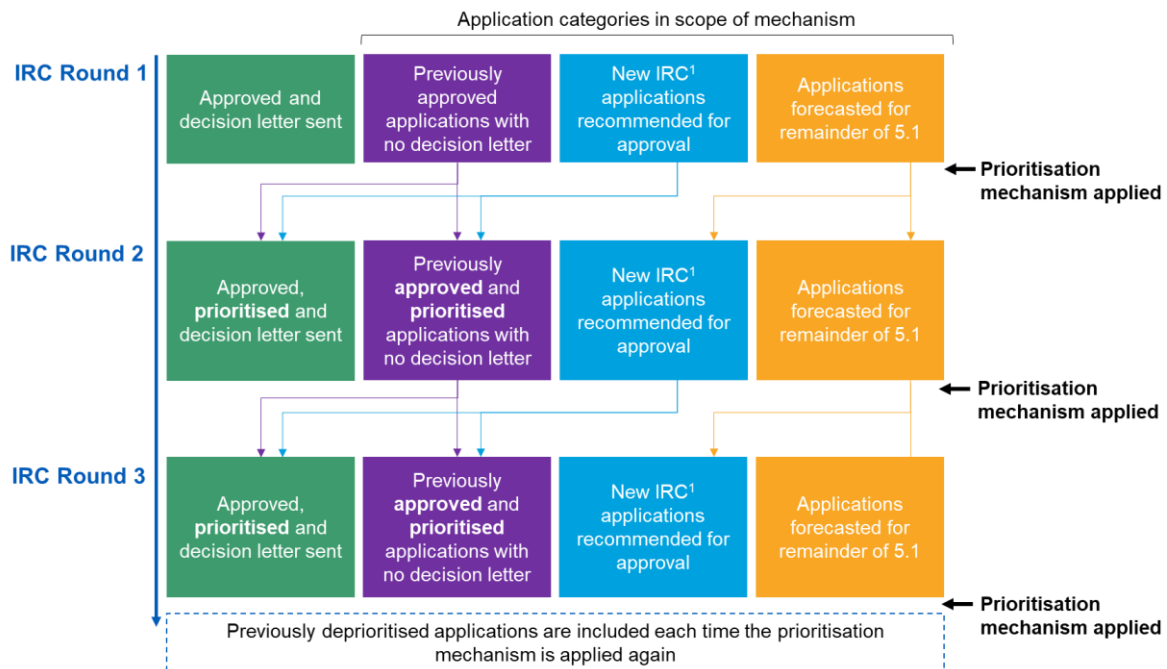 Application categories in scope of mechanism
IRC Round 1
Approved and
decision letter sent
Previously
approved
applications with
no decision letter
New IRC¹
applications
recommended for
approval
Applications
forecasted for
remainder of 5.1
Prioritisation
mechanism applied
IRC Round 2
Approved,
prioritised and
decision letter sent
Previously
approved and
prioritised
applications with
no decision letter
New IRC¹
applications
recommended for
approval
Applications
forecasted for
remainder of 5.1
Prioritisation
mechanism applied
IRC Round 3
Approved,
prioritised and
decision letter sent
Previously
approved and
prioritised
applications with
no decision letter
New IRC¹
applications
recommended for
approval
Applications
forecasted for
remainder of 5.1
Prioritisation
mechanism applied
Previously deprioritised applications are included each time the prioritisation
mechanism is applied again